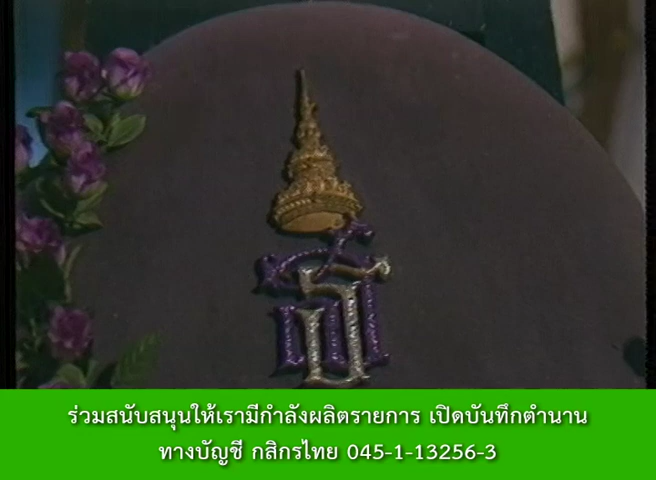 ร่วมสนับสนุนให้เรามีกำลังผลิตรายการ เปิดบันทึกตำนาน
ทางบัญชี กสิกรไทย 045-1-13256-3